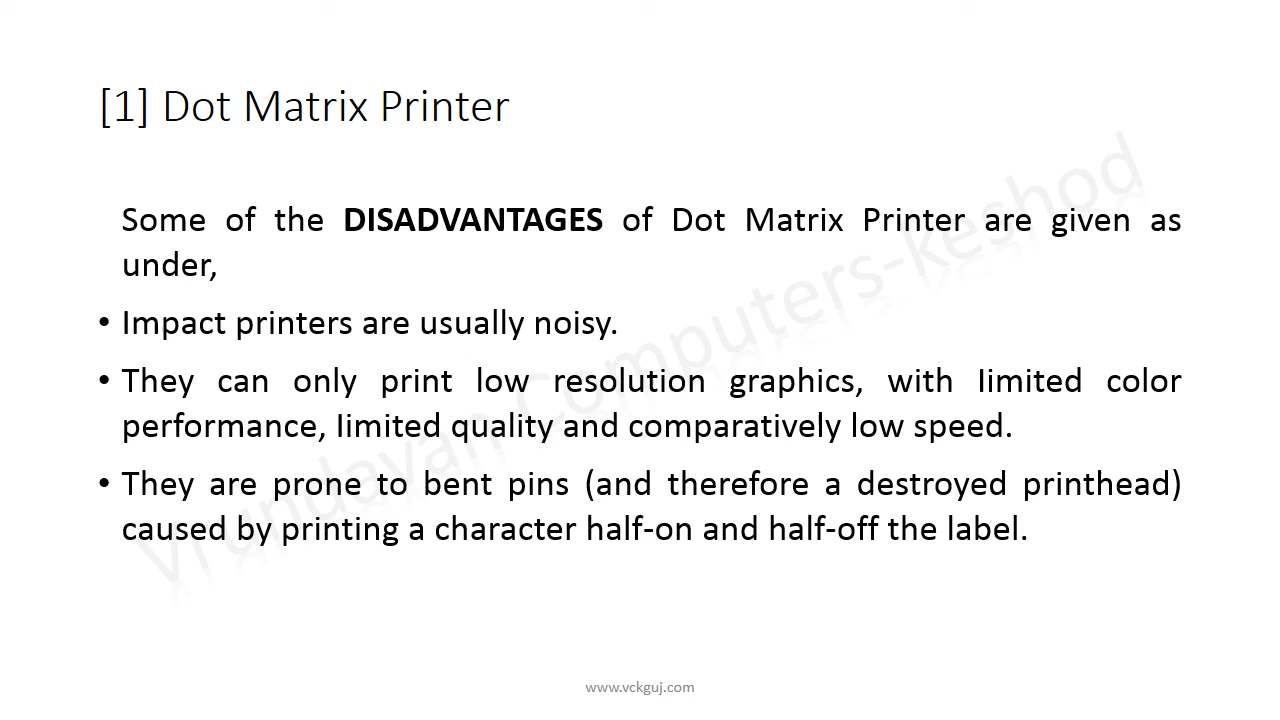 [1] Dot Matrix Printer
Some of the DISADVANTAGES of Dot Matrix Printer are given as
under,
• Impact printers are usually noisy.
• They can only print low resolution graphics, with limited color
performance, limited quality and comparatively low speed.
• They are prone to bent pins (and therefore a destroyed printhead)
caused by printing a character half-on and half-off the label.
Vrundavan Computers-keshod
www.vckguj.com